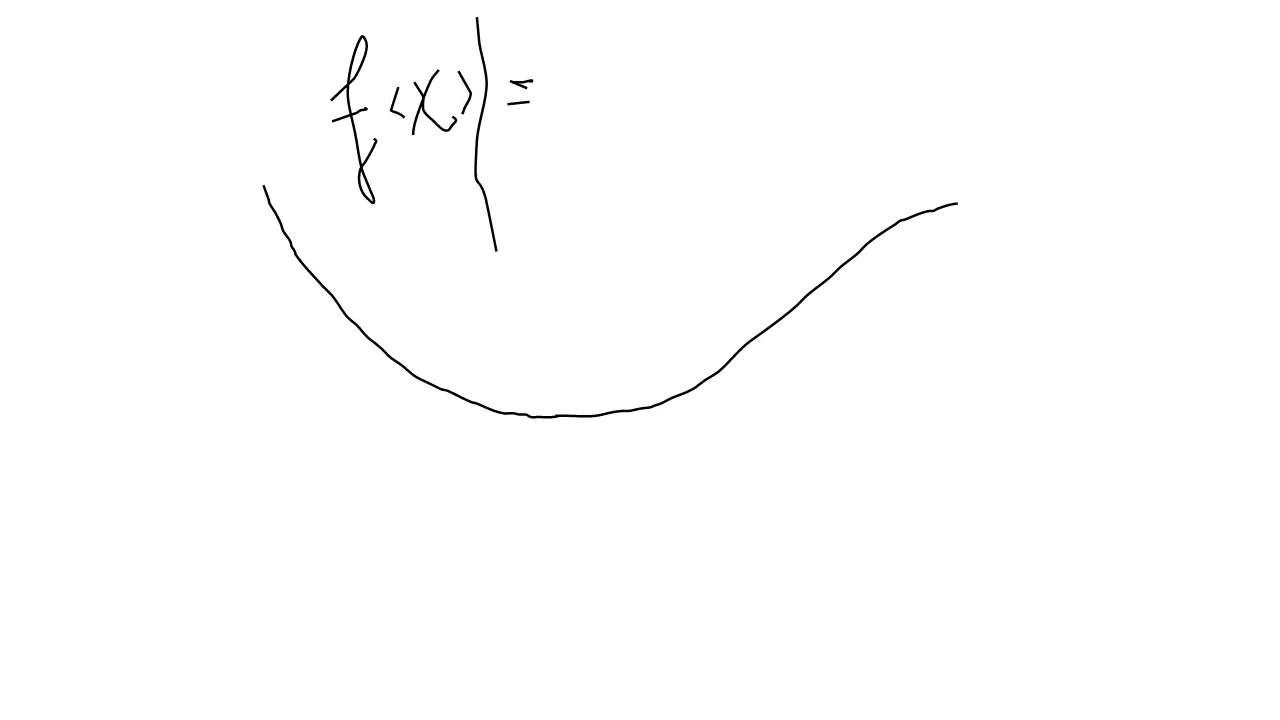 f(x) =